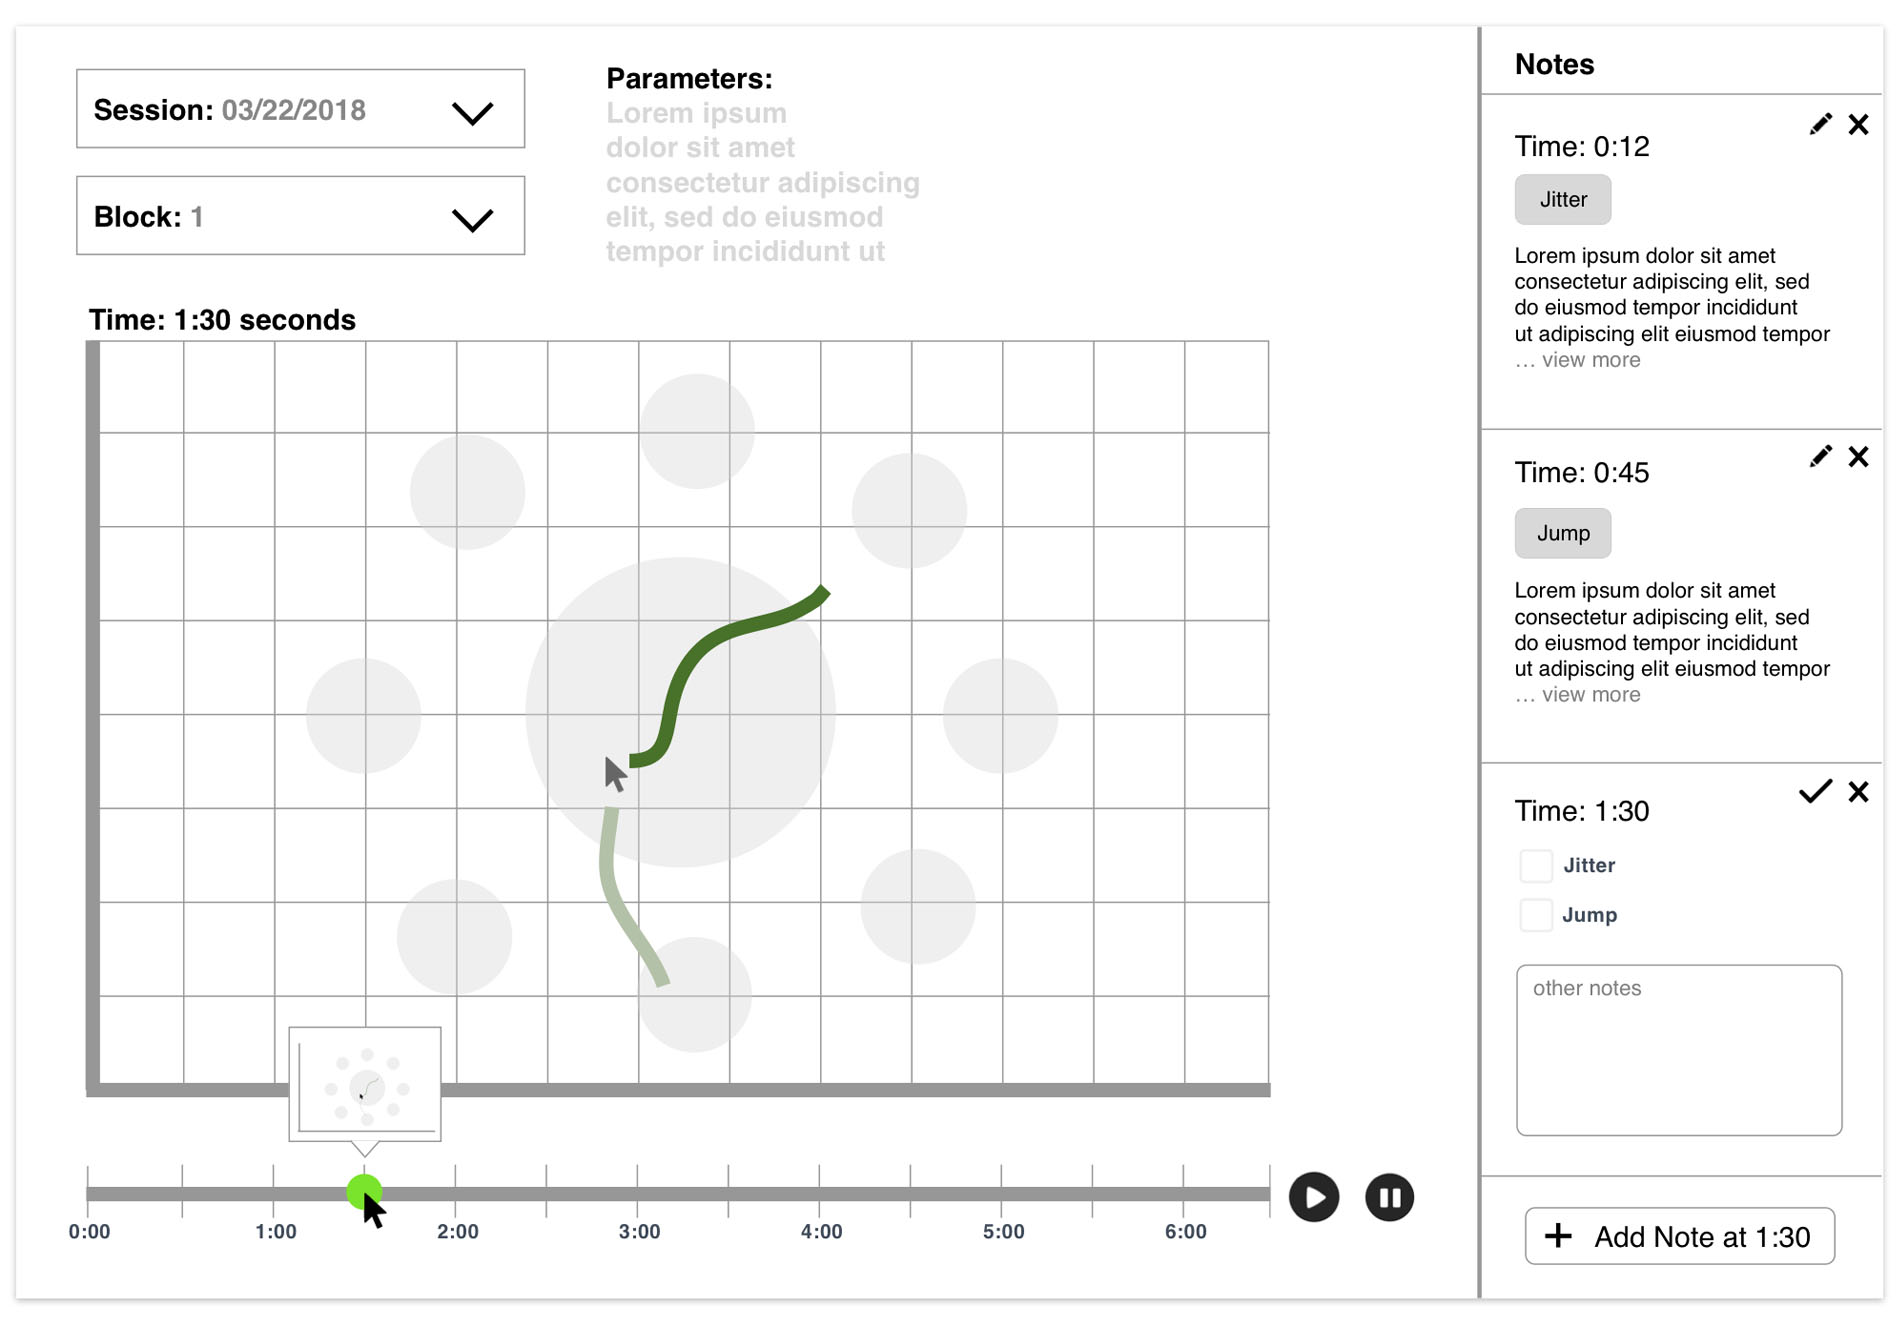 Session: 03/22/2018
Block: 1
Parameters:
Lorem ipsum
dolor sit amet
consectetur adipiscing
elit, sed do eiusmod
tempor incididunt ut
Time: 1:30 seconds
0:00 1:00 2:00 3:00 4:00 5:00 6:00
Notes
Time: 0:12
Jitter
Lorem ipsum dolor sit amet
consectetur adipiscing elit, sed
do eiusmod tempor incididunt
ut adipiscing elit eiusmod tempor
… view more
Time: 0:45
Jump
Lorem ipsum dolor sit amet
consectetur adipiscing elit, sed
do eiusmod tempor incididunt
ut adipiscing elit eiusmod tempor
… view more
Time: 1:30
Jitter
Jump
other notes
+ Add Note at 1:30